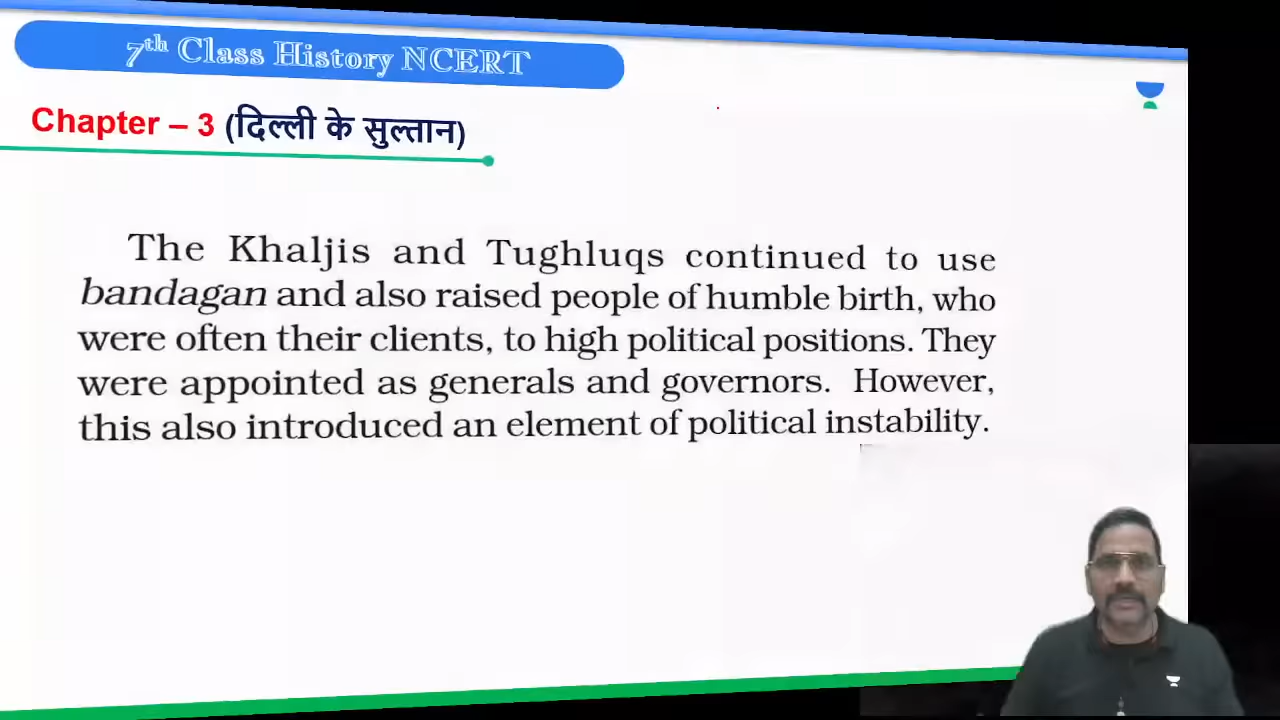 7th Class History NCERT
Chapter – 3 (दिल्ली के सुल्तान)
The Khaljis and Tughluqs continued to use
bandagan and also raised people of humble birth, who
were often their clients, to high political positions. They
were appointed as generals and governors. However,
this also introduced an element of political instability.